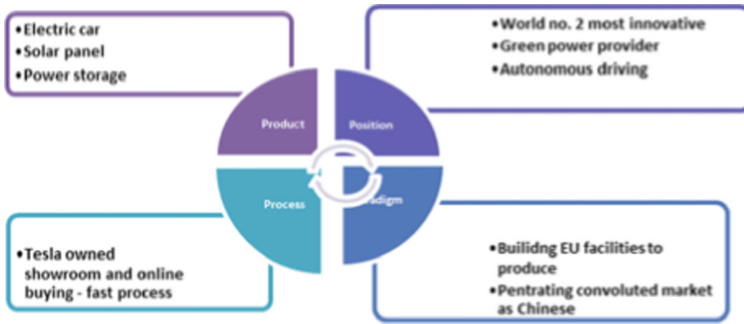 •Electric car
•Solar panel
•Power storage
•World no. 2 most innovative
•Green power provider
•Autonomous driving
Product
Position
Process
adigm
•Tesla owned
showroom and online
buying - fast process
•Builidng EU facilities to
produce
•Pentrating convoluted market
as Chinese